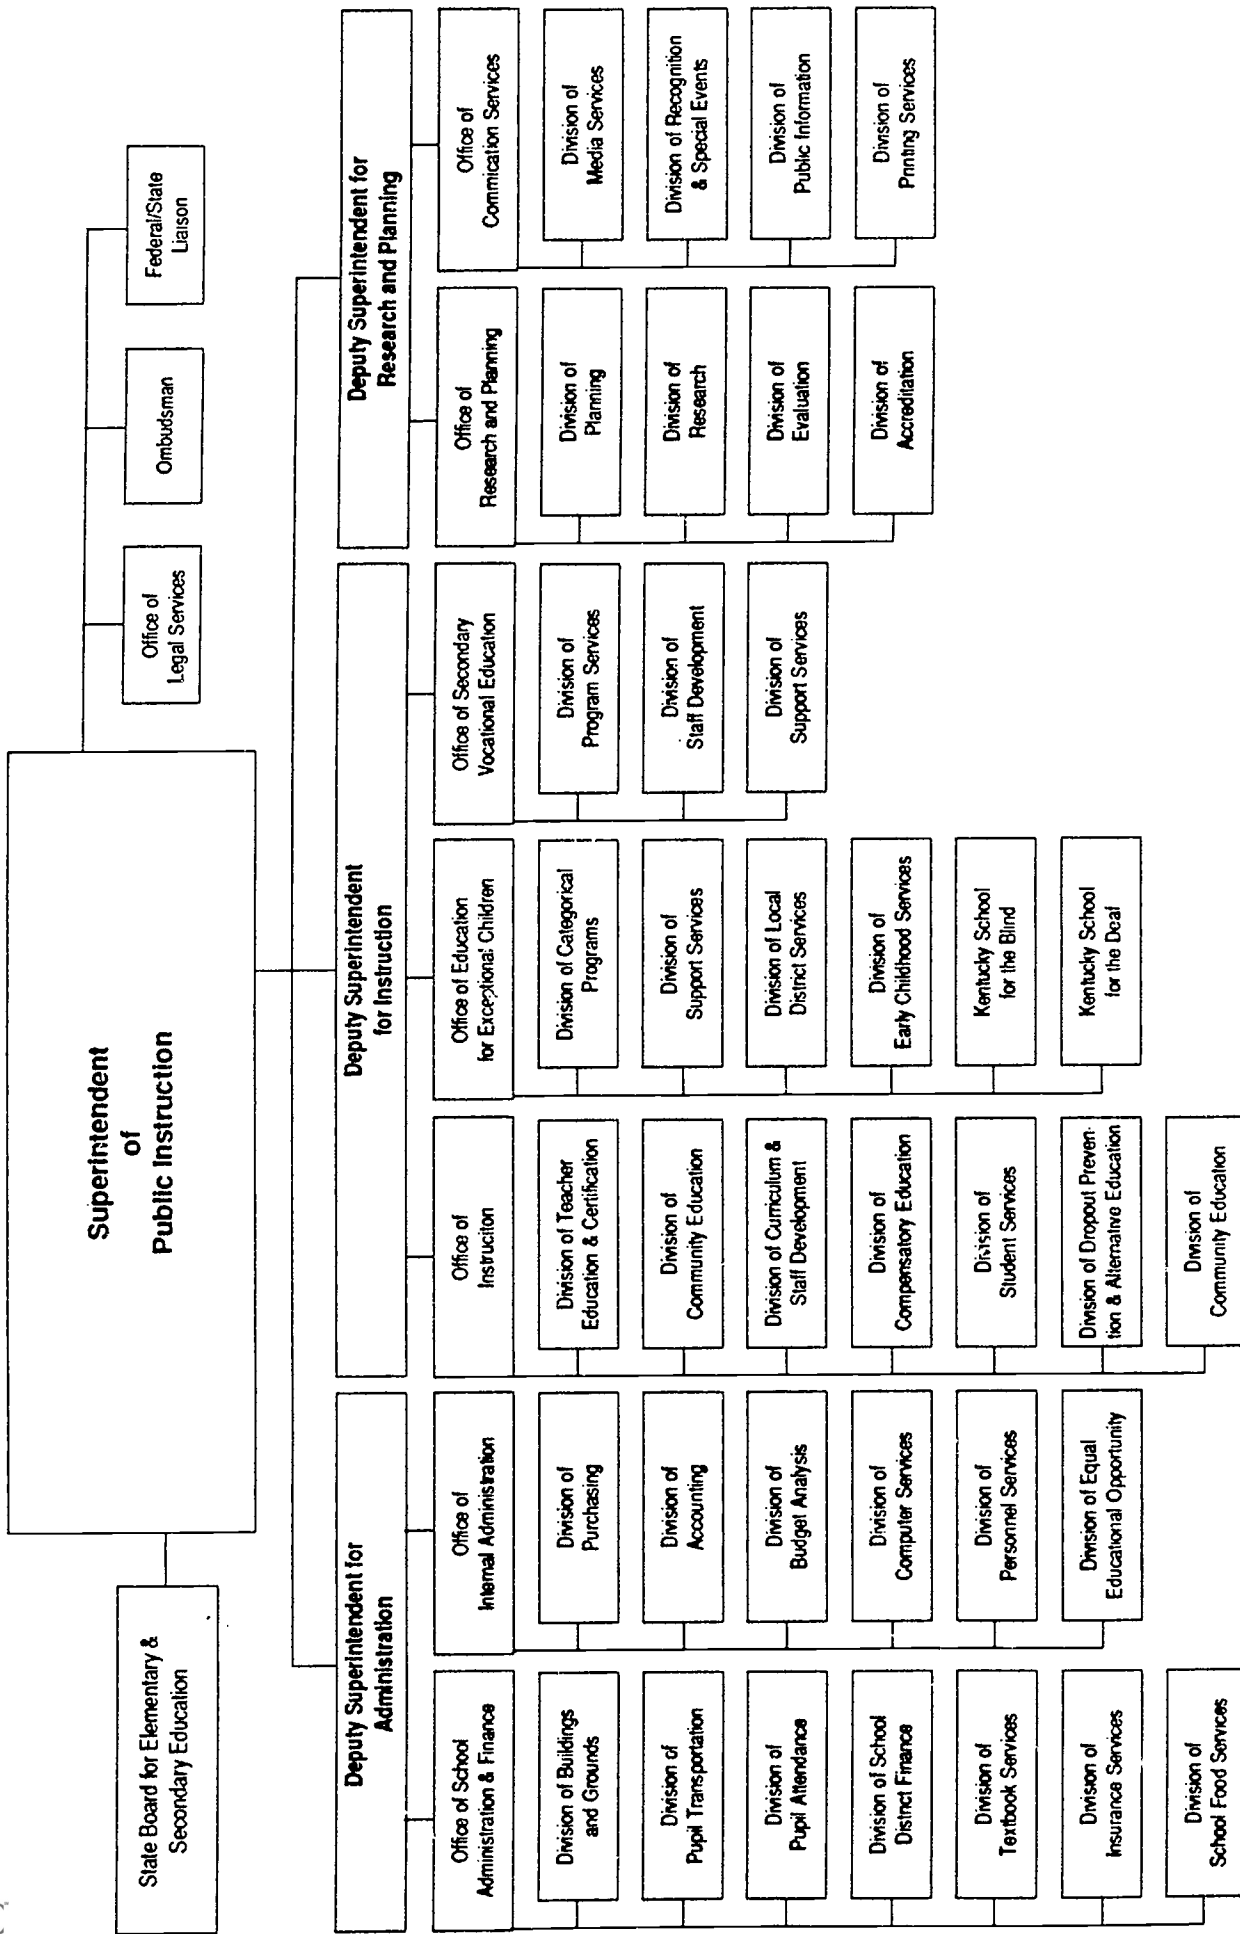 Superintendent
of
Public Instruction
State Board for Elementary &
Secondary Education
Office of
Legal Services
Ombudsman
Federal/State
Liaison
Deputy Superintendent for
Administration
Office of School
Administration & Finance
Division of Buildings
and Grounds
Division of
Pupil Transportation
Division of
Pupil Attendance
Division of School
District Finance
Division of
Textbook Services
Division of
Insurance Services
Division of
School Food Services
Office of
Internal Administration
Division of
Purchasing
Division of
Accounting
Division of
Budget Analysis
Division of
Computer Services
Division of
Personnel Services
Division of Equal
Educational Opportunity
Deputy Superintendent
for Instruction
Office of
Instruciton
Division of Teacher
Education & Certification
Division of
Community Education
Division of Curriculum &
Staff Development
Division of
Compensatory Education
Division of
Student Services
Division of Dropout Preven-
tion & Alternative Education
Division of
Community Education
Office of Education
for Exceptional Children
Division of Categorical
Programs
Division of
Support Services
Division of Local
District Services
Division of
Early Childhood Services
Kentucky School
for the Blind
Kentucky School
for the Deaf
Office of Secondary
Vocational Education
Division of
Program Services
Division of
Staff Development
Division of
Support Services
Deputy Superintendent for
Research and Planning
Office of
Research and Planning
Division of
Planning
Division of
Research
Division of
Evaluation
Division of
Accreditation
Office of
Commication Services
Division of
Media Services
Division of Recognition
& Special Events
Division of
Public Information
Division of
Printing Services